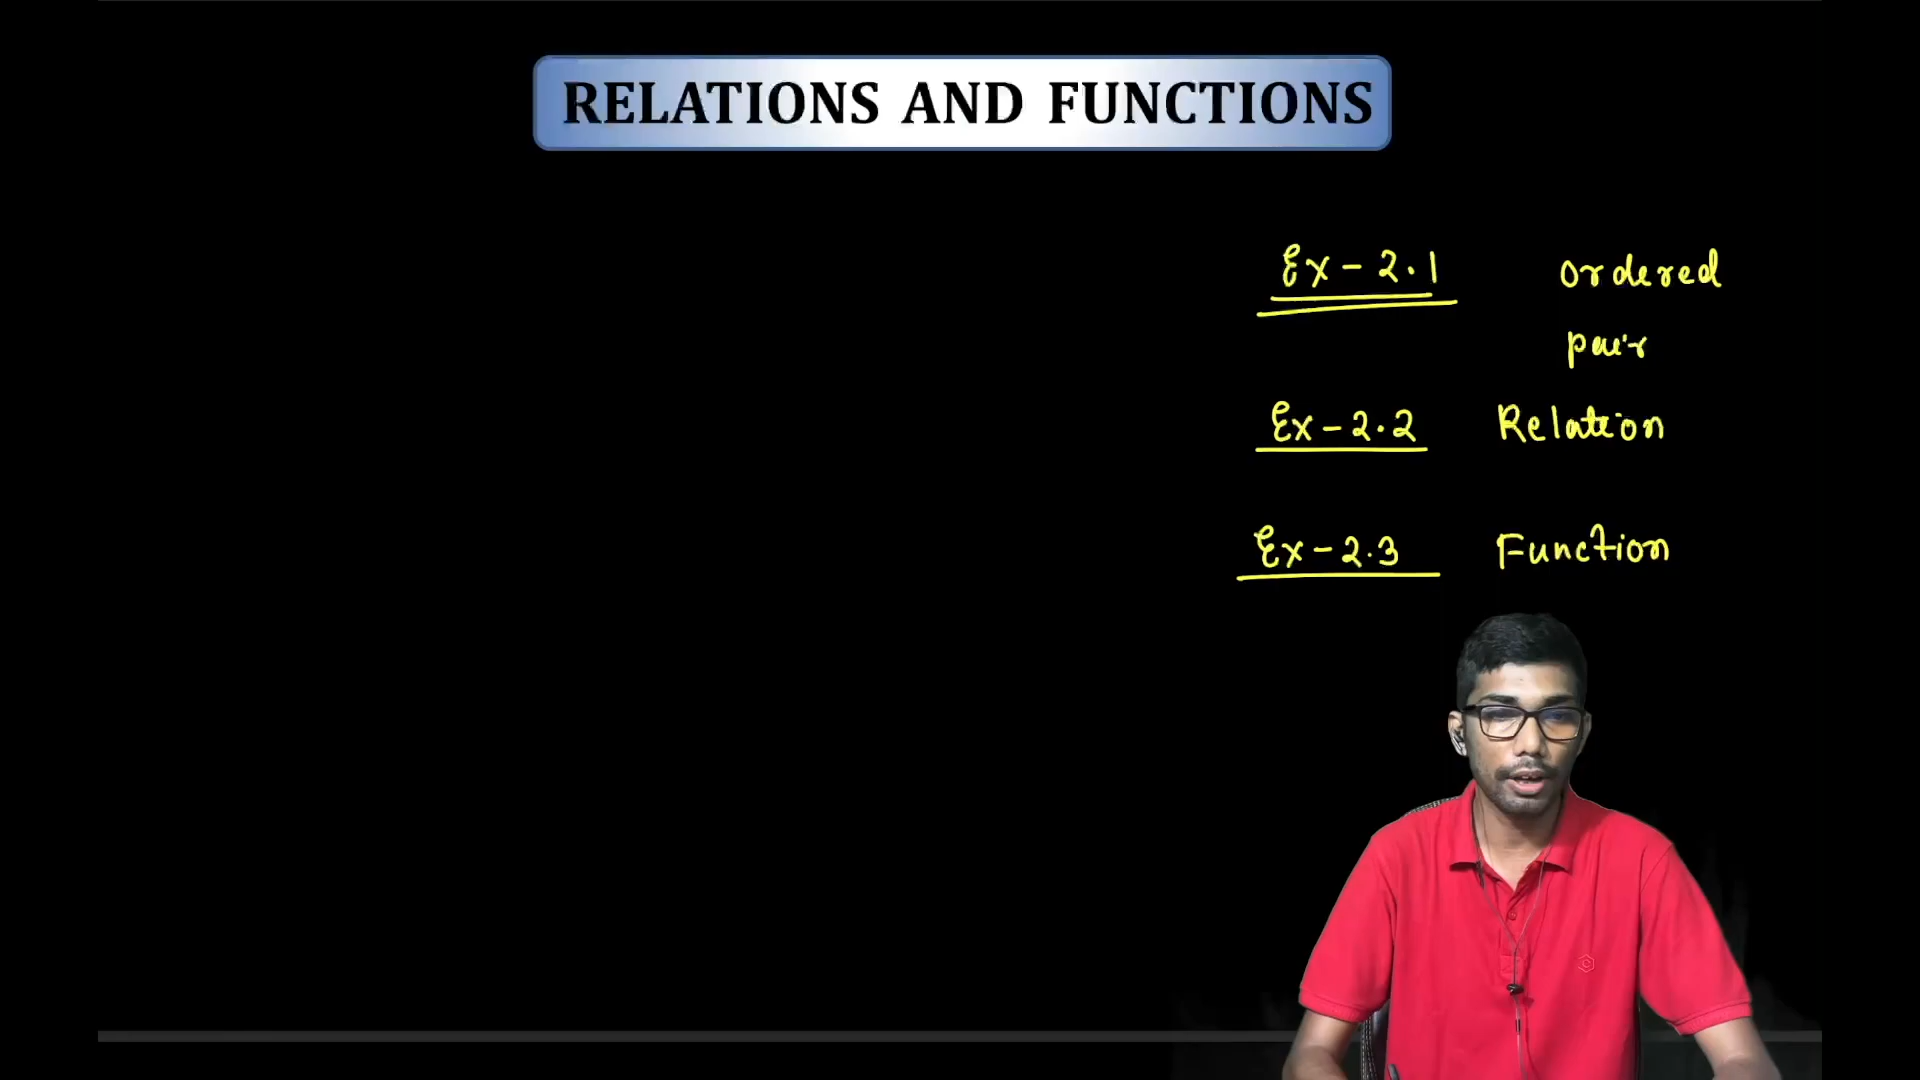 RELATIONS AND FUNCTIONS
Ex - 2.1 ordered
pair
Ex - 2.2 Relation
Ex - 2.3 Function